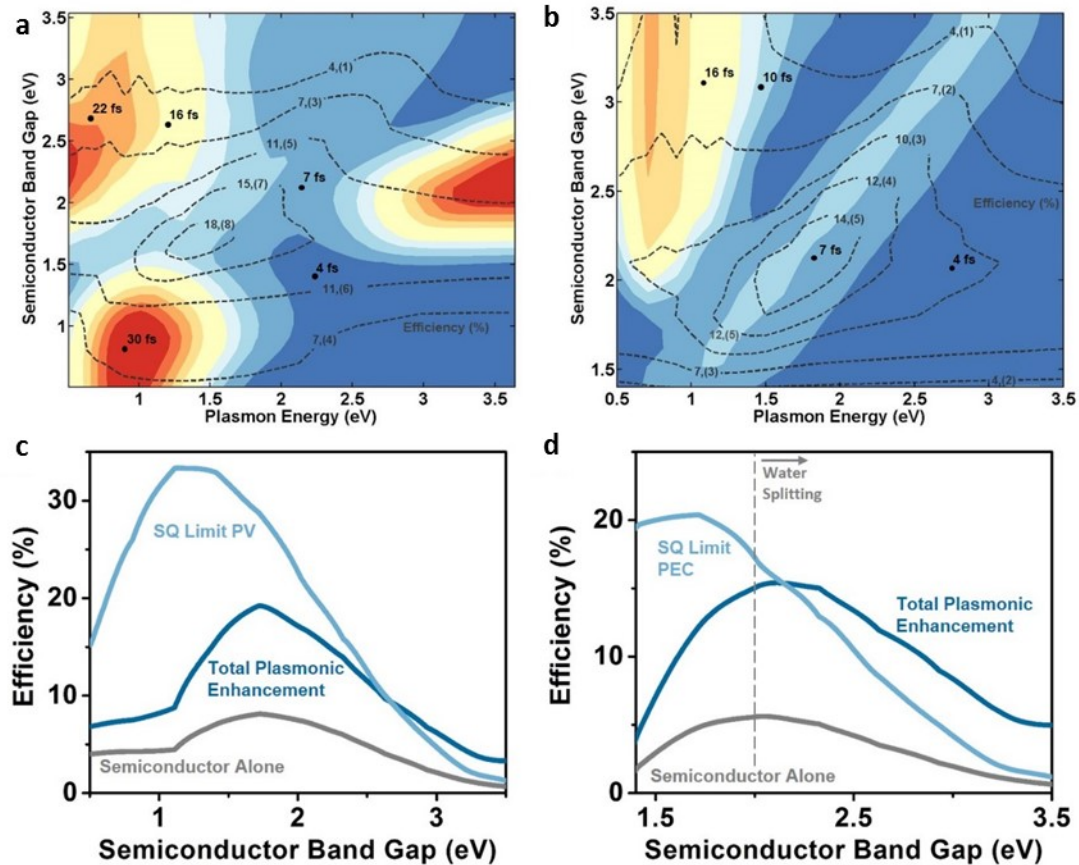 a
3.5
3
2.5
2
1.5
1
Semiconductor Band Gap (eV)
4,(1)
22 fs
16 fs
7,(3)
11,(5)
15,(7)
7 fs
18,(8)
4 fs
11,(6)
30 fs
Efficiency (%)
7,(4)
1
1.5
2
2.5
3
3.5
Plasmon Energy (eV)
b
3.5
3
2.5
2
1.5
Semiconductor Band Gap (eV)
4,(1)
16 fs
10 fs
7,(2)
10,(3)
12,(4)
Efficiency (%)
14,(5)
7 fs
4 fs
12,(5)
7,(3)
4,(2)
0.5
1
1.5
2
2.5
3
3.5
Plasmon Energy (eV)
c
30
20
10
0
Efficiency (%)
SQ Limit PV
Total Plasmonic
Enhancement
Semiconductor Alone
1
2
3
Semiconductor Band Gap (eV)
d
20
10
0
Efficiency (%)
Water
Splitting
SQ Limit
PEC
Total Plasmonic
Enhancement
Semiconductor Alone
1.5
2.5
3.5
Semiconductor Band Gap (eV)